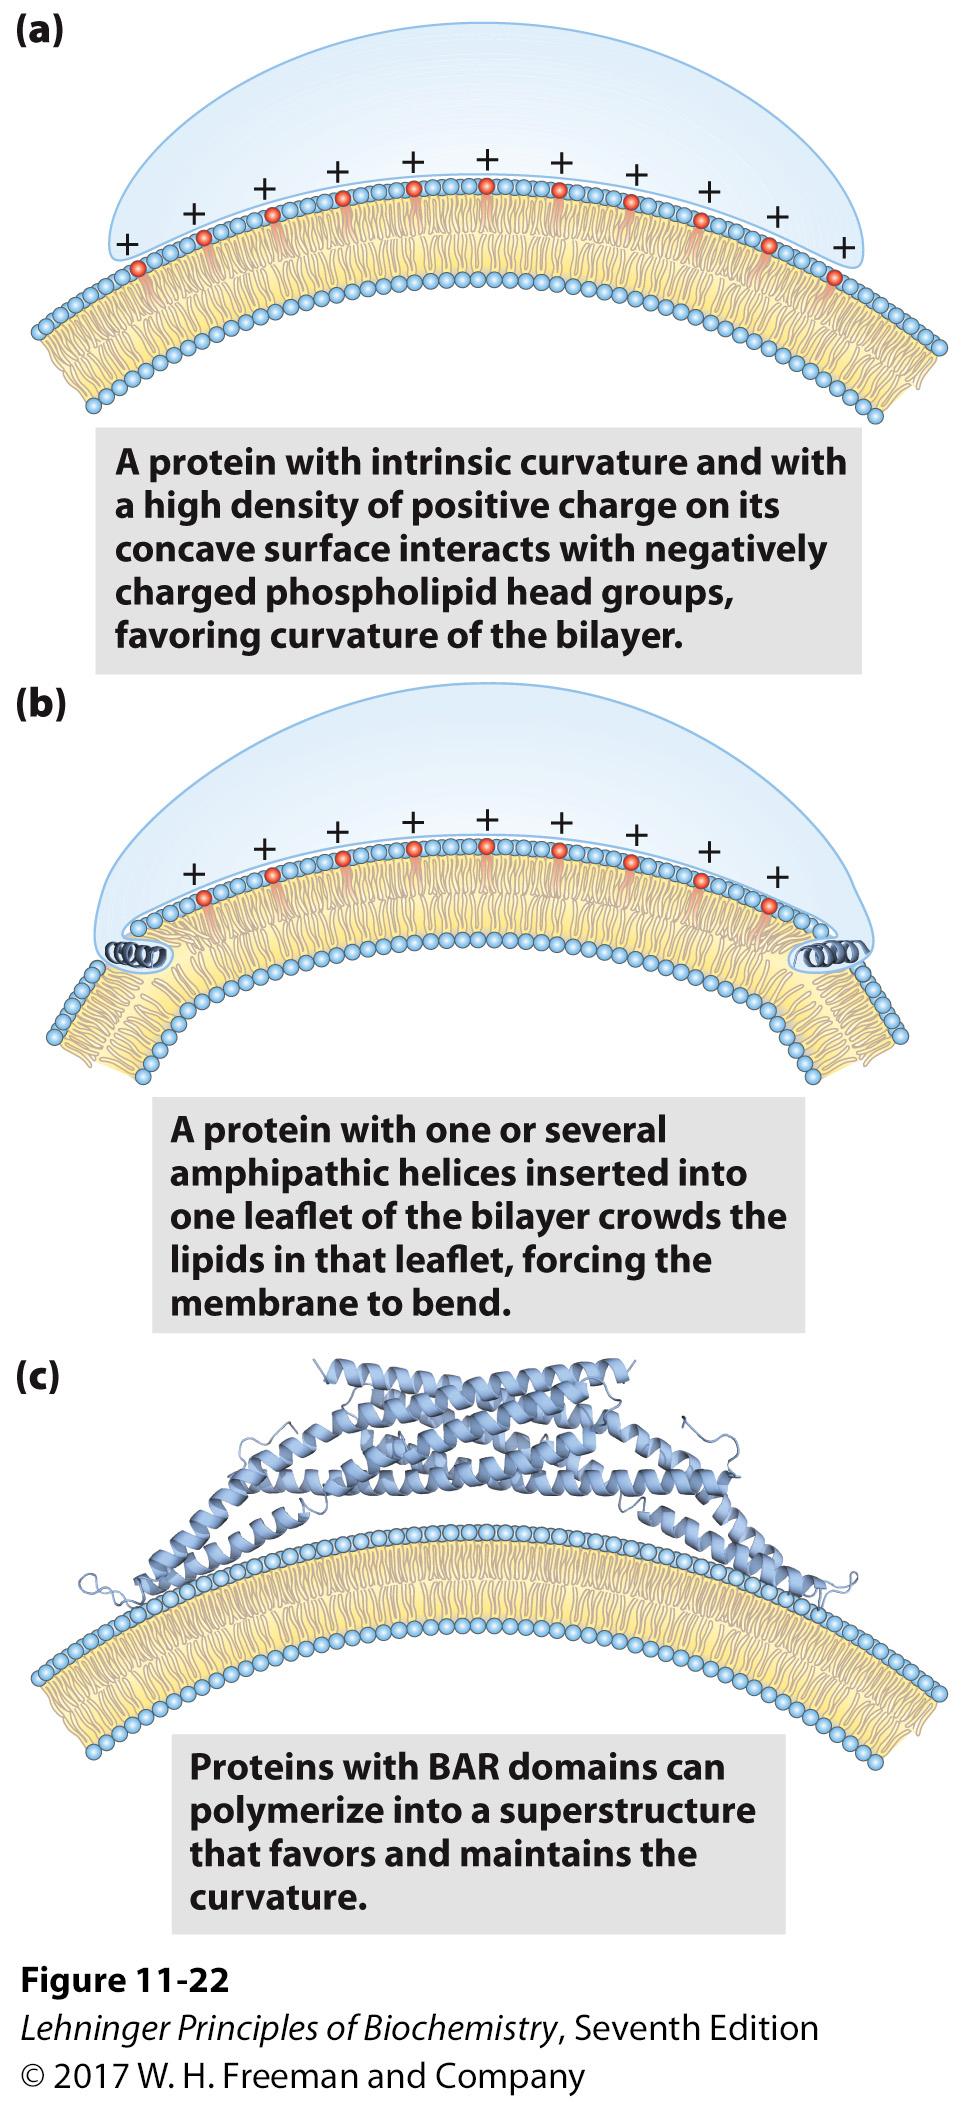 (a)
+ + + + + + + + + + +
A protein with intrinsic curvature and with
a high density of positive charge on its
concave surface interacts with negatively
charged phospholipid head groups,
favoring curvature of the bilayer.
(b)
+ + + + + + + + +
A protein with one or several
amphipathic helices inserted into
one leaflet of the bilayer crowds the
lipids in that leaflet, forcing the
membrane to bend.
(c)
Proteins with BAR domains can
polymerize into a superstructure
that favors and maintains the
curvature.
Figure 11-22
Lehninger Principles of Biochemistry, Seventh Edition
© 2017 W. H. Freeman and Company